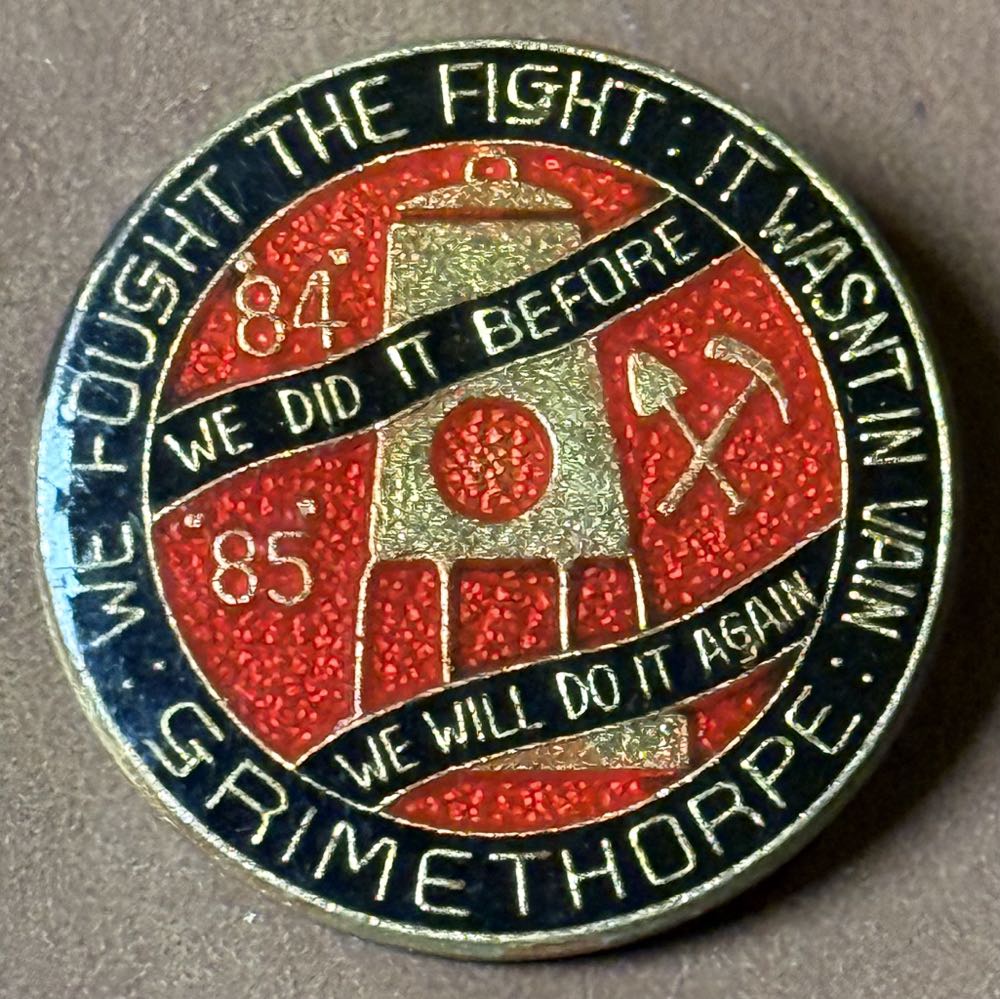 · WE FOUGHT THE FIGHT : IT WASNT IN VAIN ·
"84"
WE DID IT BEFORE
"85"
WE WILL DO IT AGAIN
GRIMETHORPE